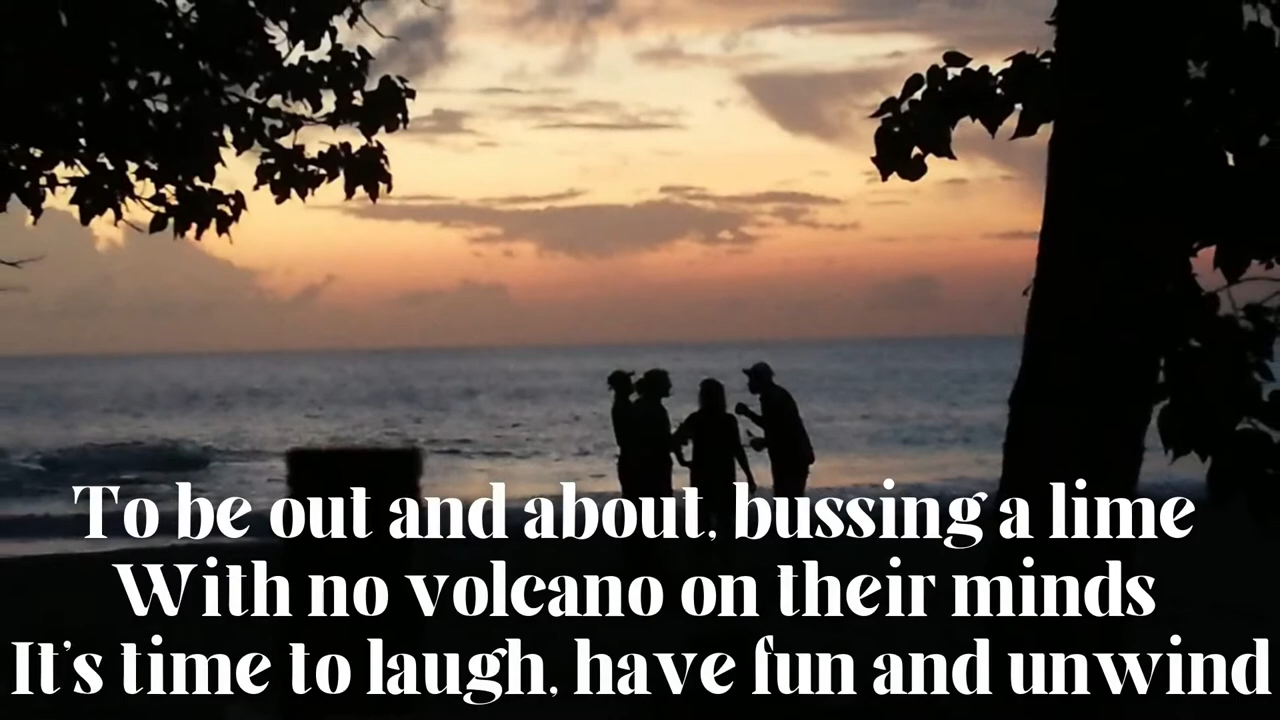 To be out and about, bussing a lime
With no volcano on their minds
It's time to laugh, have fun and unwind